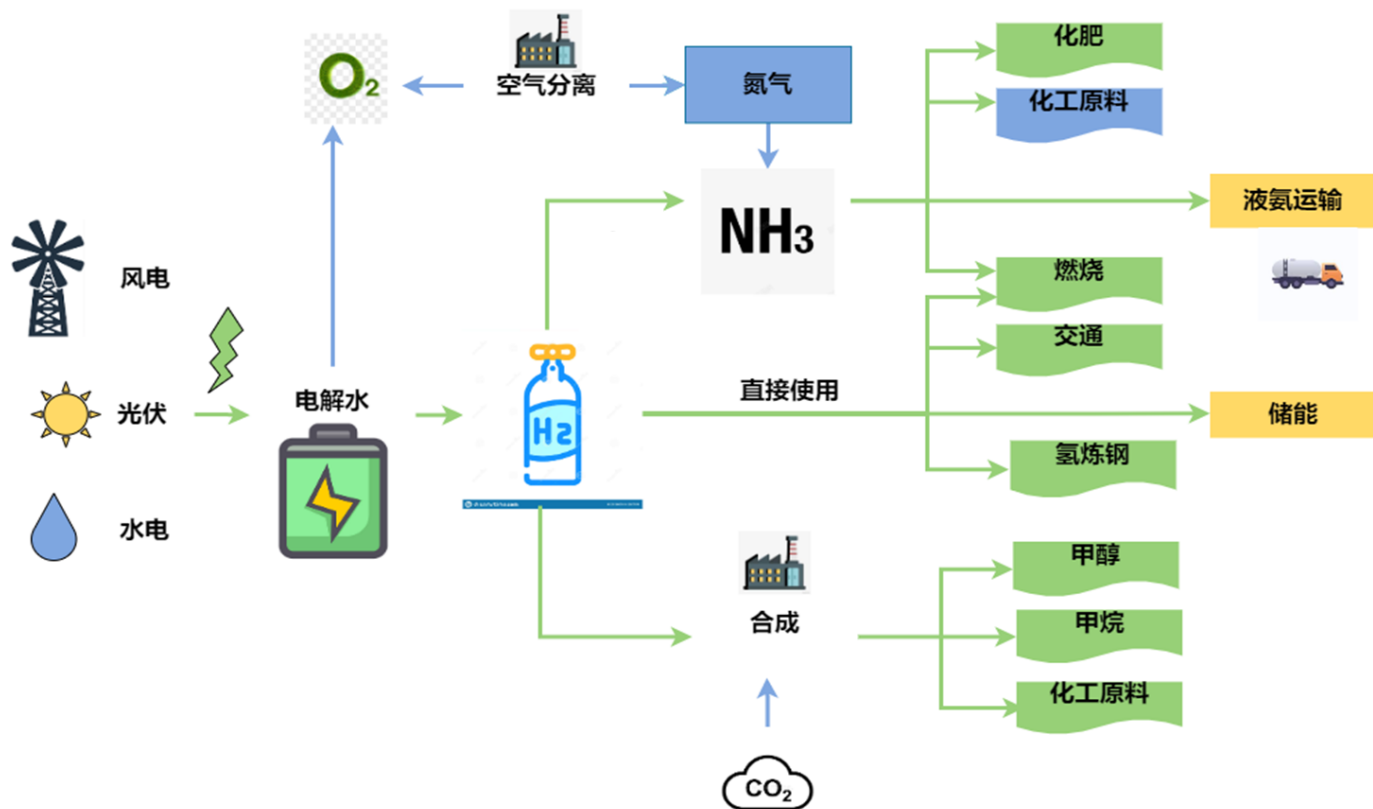 O2
空气分离
氮气
化肥
化工原料
NH3
液氨运输
风电
燃烧
交通
光伏
电解水
H2
直接使用
储能
氢炼钢
水电
合成
甲醇
甲烷
化工原料
CO2